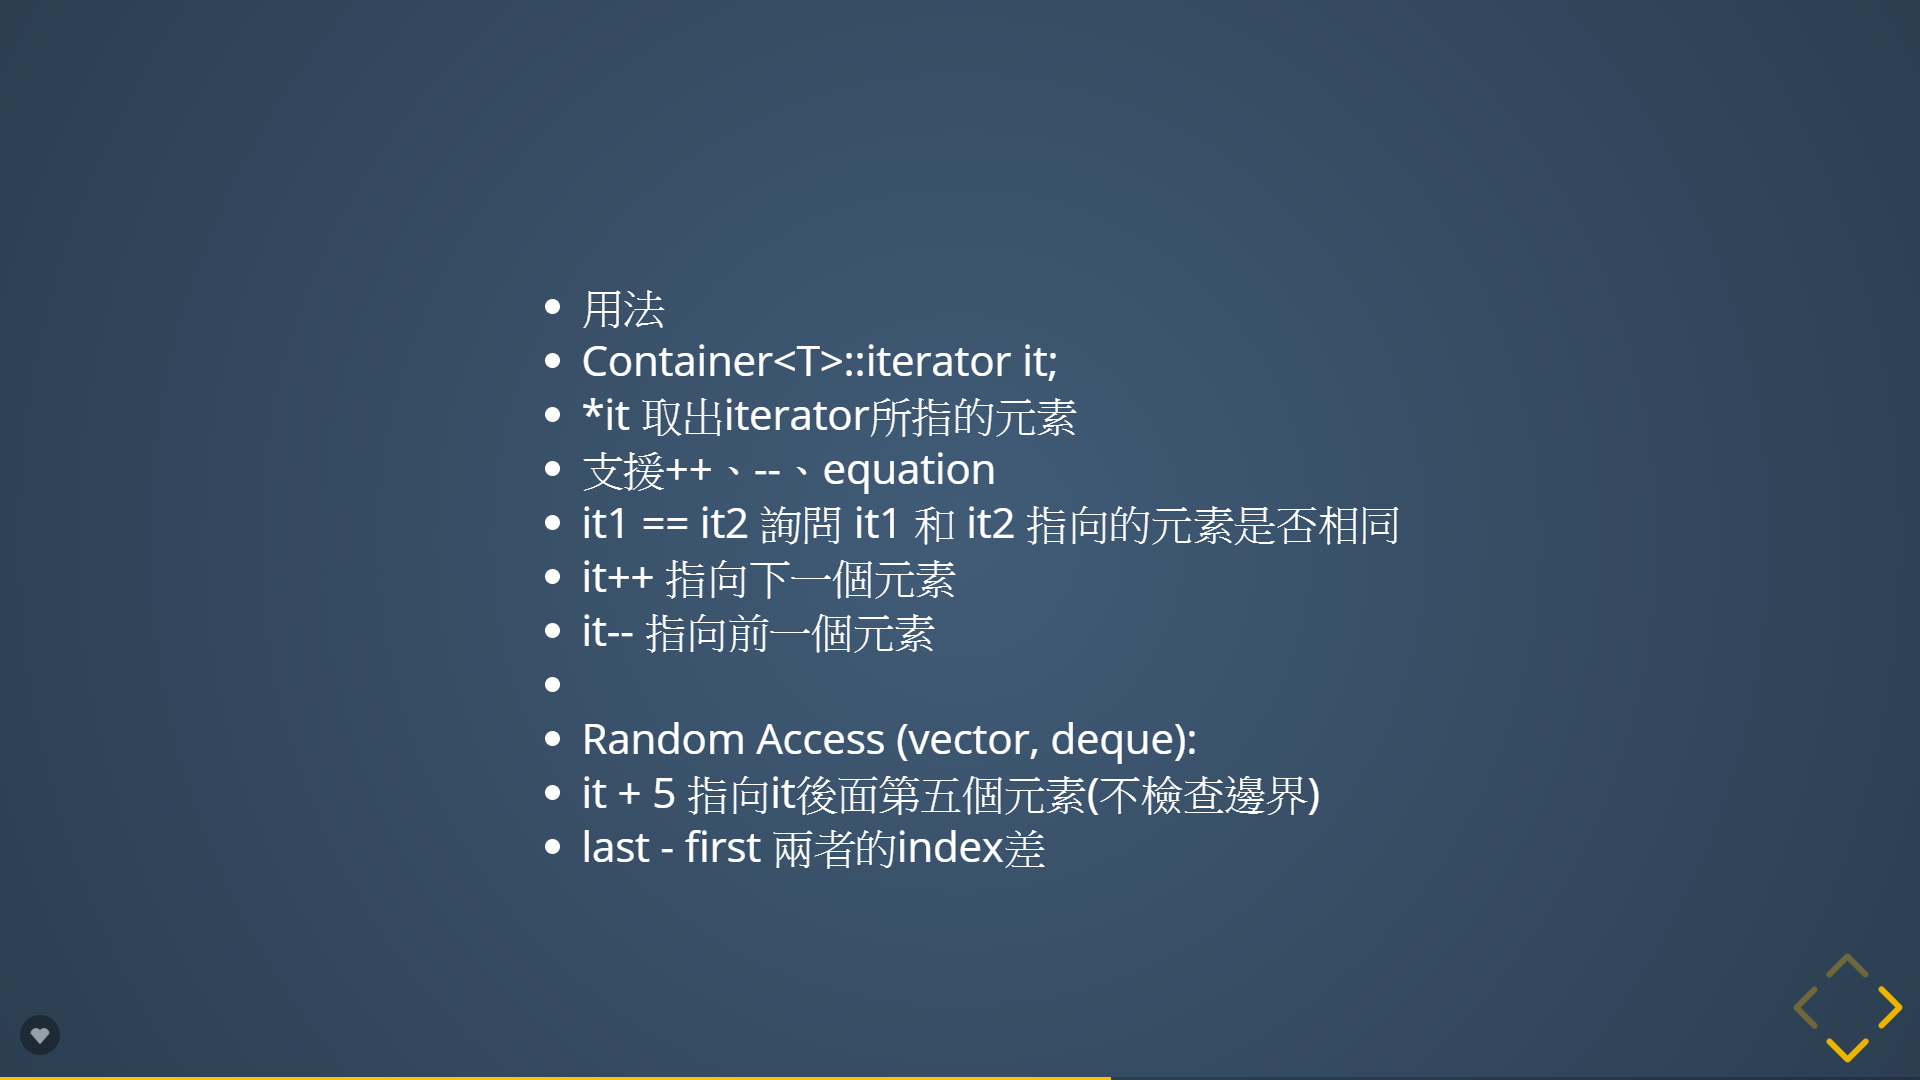 用法
Container<T>::iterator it;
*it 取出iterator所指的元素
支援++、--、equation
it1 == it2 詢問 it1 和 it2 指向的元素是否相同
it++ 指向下一個元素
it-- 指向前一個元素
Random Access (vector, deque):
it + 5 指向it後面第五個元素(不檢查邊界)
last - first 兩者的index差